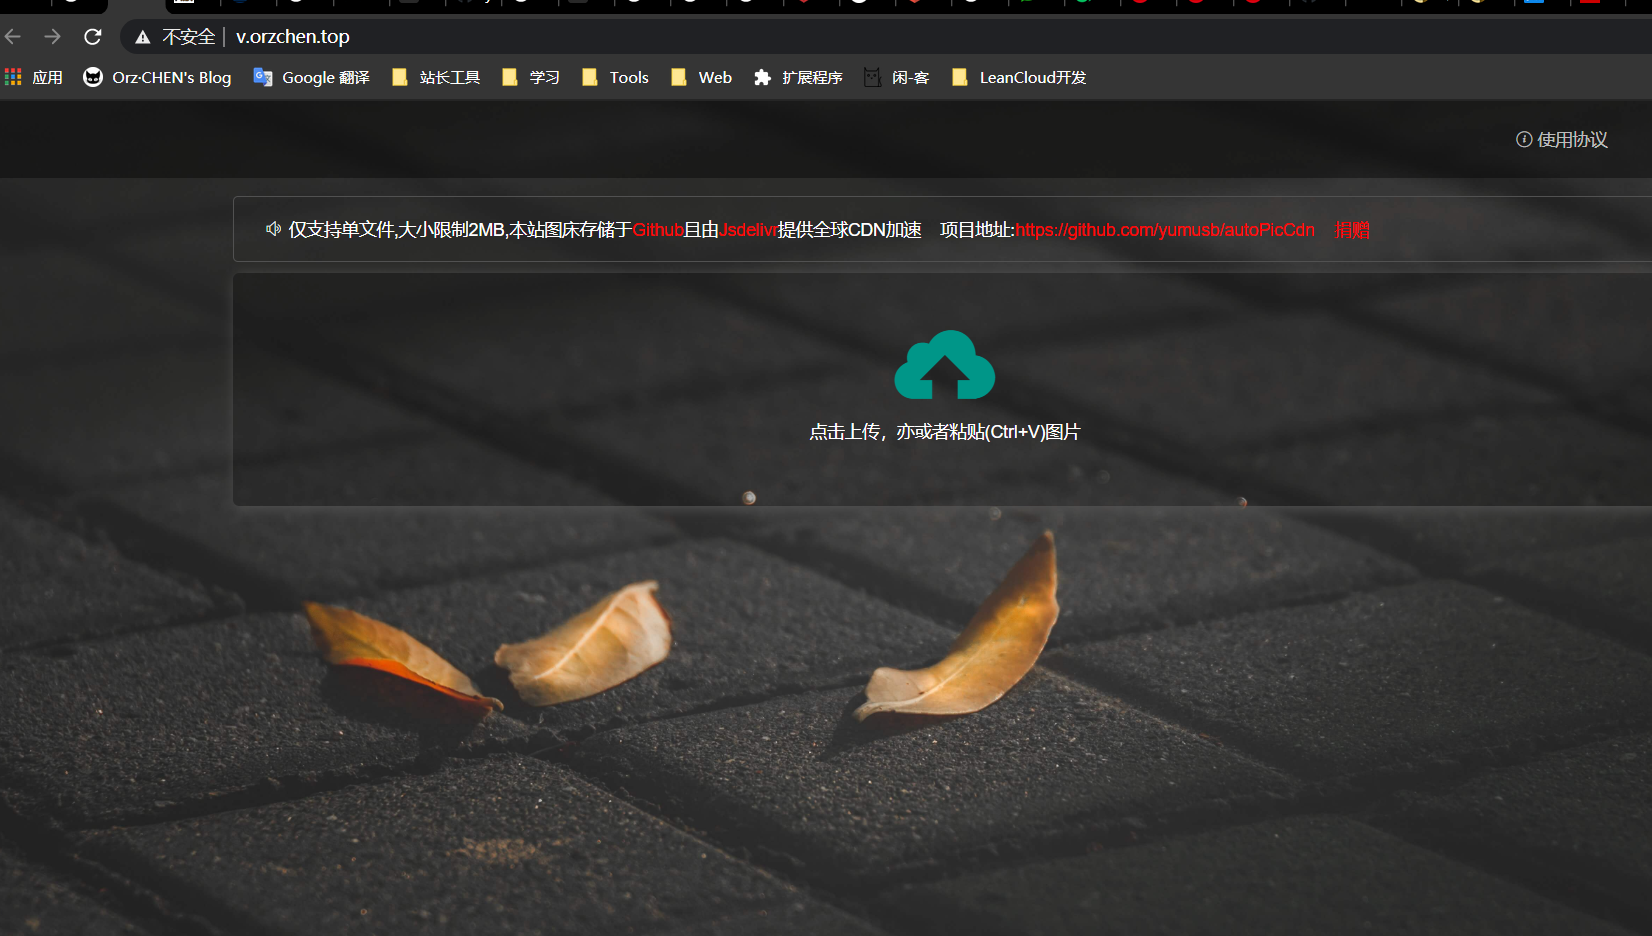 不安全 | v.orzchen.top
应用 Orz·CHEN's Blog Google 翻译 站长工具 学习 Tools Web 扩展程序 闲-客 LeanCloud开发
使用协议
仅支持单文件,大小限制2MB,本站图床存储于Github且由Jsdelivr提供全球CDN加速 项目地址:https://github.com/yumusb/autoPicCdn 捐赠
点击上传，亦或者粘贴(Ctrl+V)图片